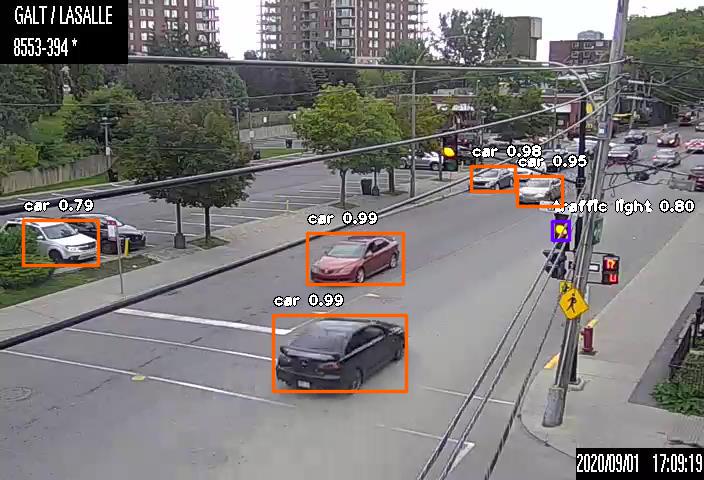 GALT / LASALLE
8553-394 *
car 0.98
car 0.95
car 0.79
traffic light 0.80
car 0.99
car 0.99
2020/09/01 17:09:19